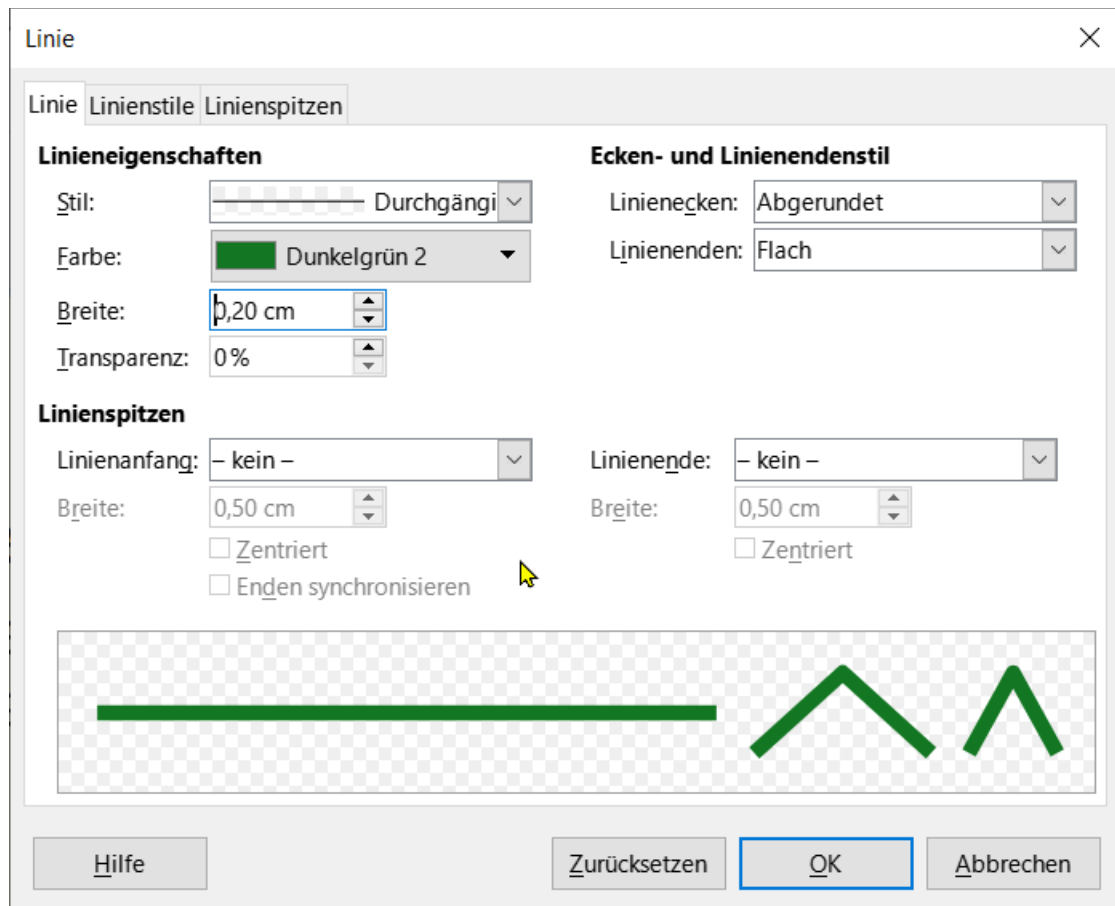 Linie
Linie Linienstile Linienspitzen
Linieneigenschaften
Stil: Durchgängi
Farbe: Dunkelgrün 2
Breite: 0,20 cm
Transparenz: 0%
Ecken- und Linienendenstil
Linienecken: Abgerundet
Linienenden: Flach
Linienspitzen
Linienanfang: – kein –
Breite: 0,50 cm
Zentriert
Enden synchronisieren
Linienende: – kein –
Breite: 0,50 cm
Zentriert
Hilfe Zurücksetzen OK Abbrechen